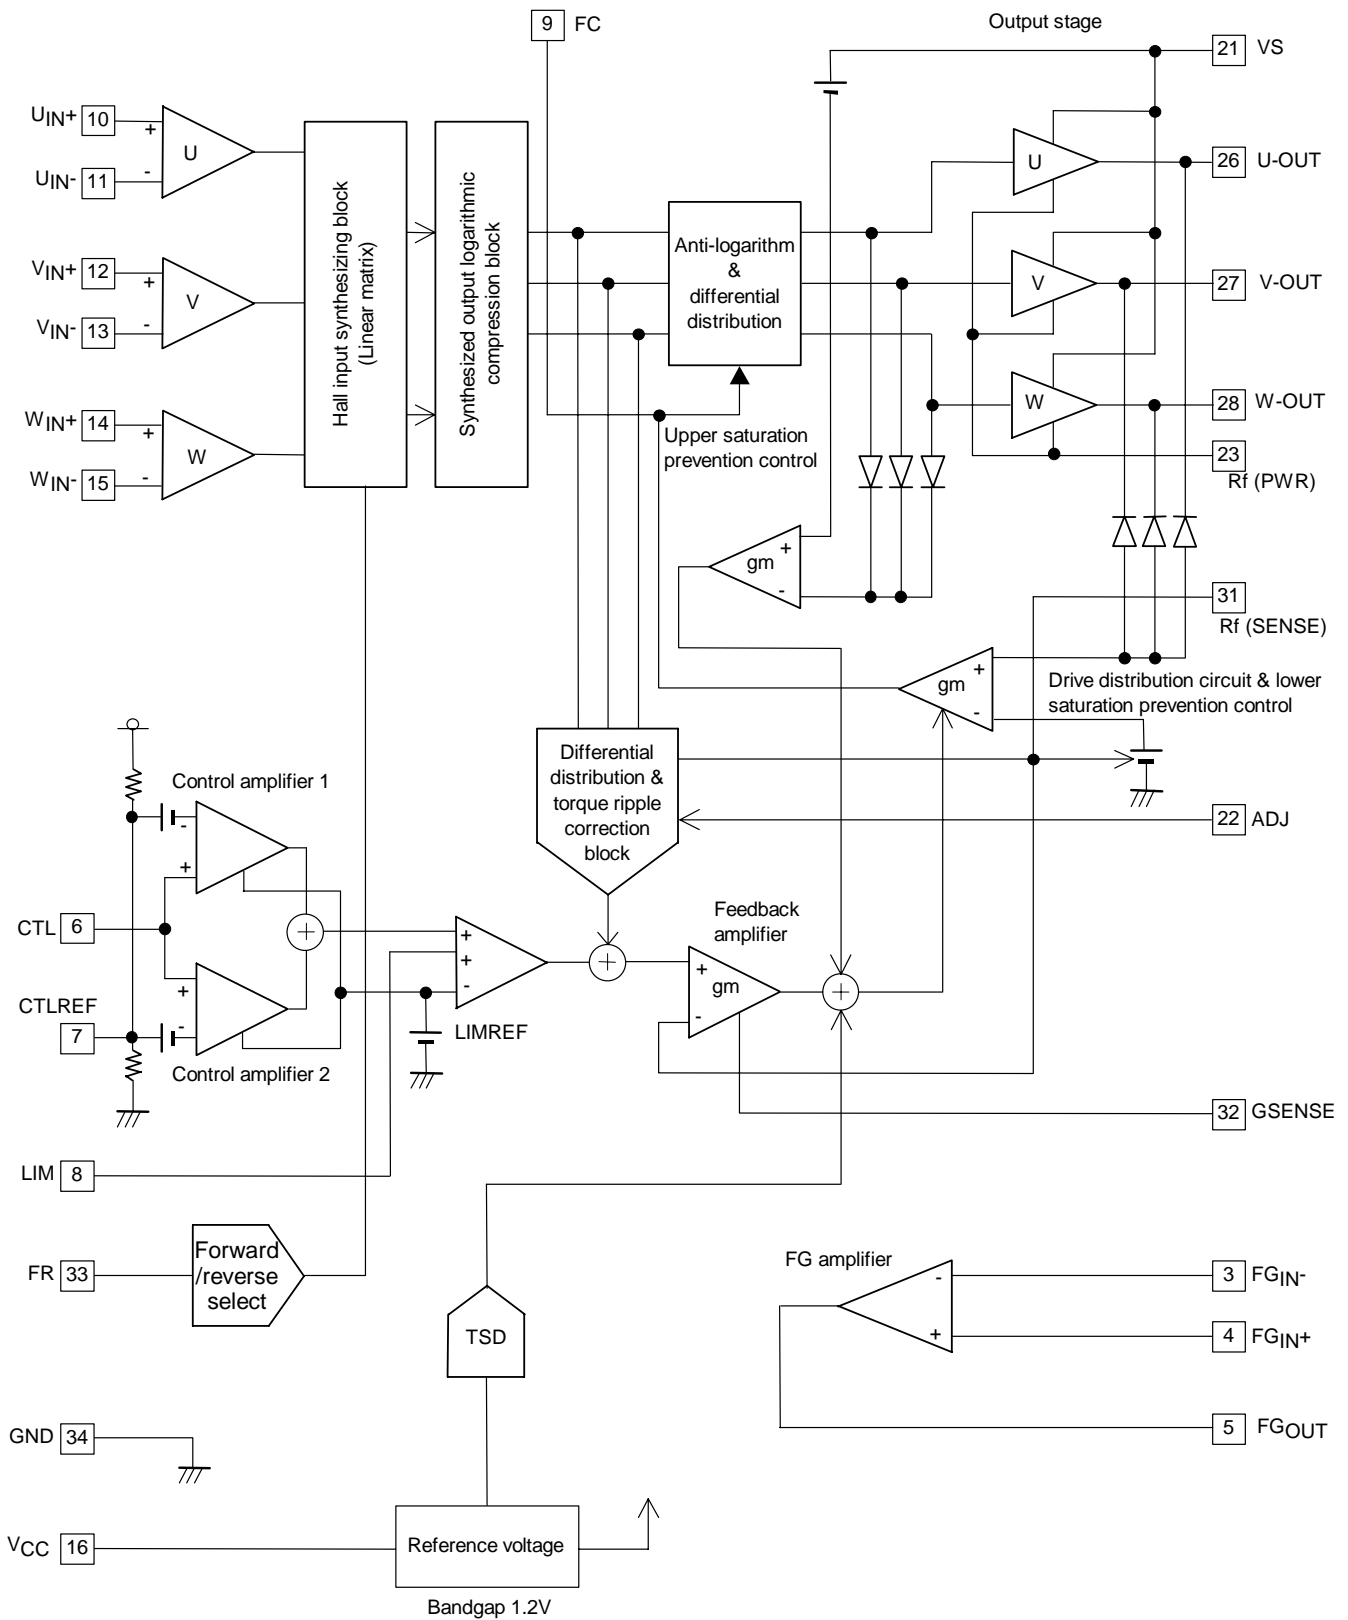 9 FC
Output stage
21 VS
UIN+ 10
+
U
-
UIN- 11
VIN+ 12
+
V
-
VIN- 13
WIN+ 14
+
W
-
WIN- 15
Hall input synthesizing block
(Linear matrix)
Synthesized output logarithmic
compression block
Anti-logarithm
&
differential
distribution
U
26 U-OUT
V
27 V-OUT
W
28 W-OUT
23
Rf (PWR)
Upper saturation
prevention control
+
gm
-
31
Rf (SENSE)
+
gm
-
Drive distribution circuit & lower
saturation prevention control
Differential
distribution &
torque ripple
correction
block
22 ADJ
Control amplifier 1
-
+
CTL 6
+
+
-
CTLREF
7
Control amplifier 2
+
+
-
LIMREF
+
Feedback
amplifier
+
gm
-
+
32 GSENSE
LIM 8
FR 33
Forward
/reverse
select
TSD
FG amplifier
-
+
3 FGIN-
4 FGIN+
5 FGOUT
GND 34
VCC 16
Reference voltage
Bandgap 1.2V